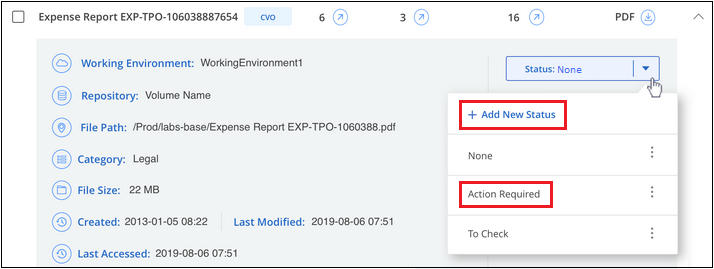 Expense Report EXP-TPO-106038887654 CVO 6 3 16 PDF
Working Environment: WorkingEnvironment1
Status: None
Repository: Volume Name
+ Add New Status
File Path: /Prod/labs-base/Expense Report EXP-TPO-1060388.pdf
None
Category: Legal
File Size: 22 MB
Action Required
Created: 2013-01-05 08:22 Last Modified: 2019-08-06 07:51
To Check
Last Accessed: 2019-08-06 07:51